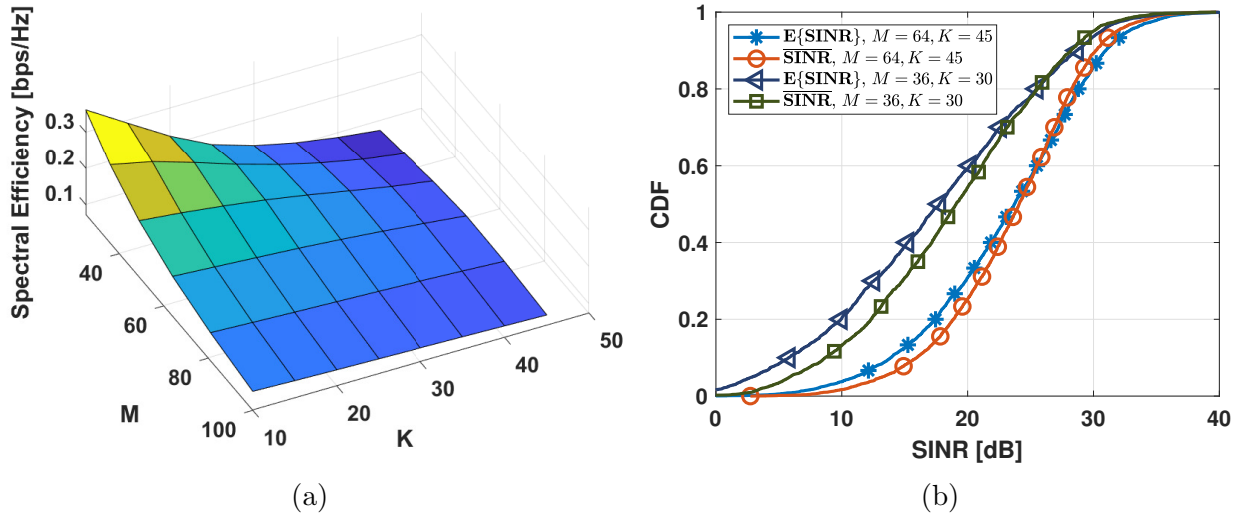 Spectral Efficiency [bps/Hz]
0.3
0.2
0.1
40
60
80
100
M
10
20
30
40
50
K
(a)
CDF
1
0.8
0.6
0.4
0.2
0
0
10
20
30
40
SINR [dB]
E{SINR}, M = 64, K = 45
S̅I̅N̅R̅, M = 64, K = 45
E{SINR}, M = 36, K = 30
S̅I̅N̅R̅, M = 36, K = 30
(b)